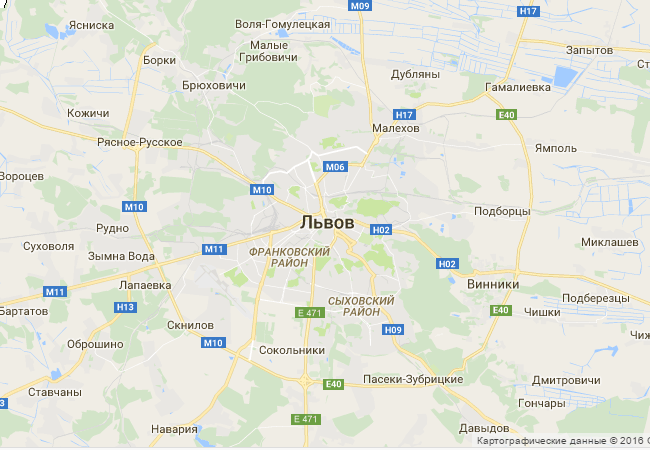 M09
H17
Ясниска
Воля-Гомулецкая
Малые
Грибовичи
Запытов
Борки
Дубляны
Брюховичи
Гамалиевка
Кожичи
H17
E40
Малехов
Рясное-Русское
Ямполь
M06
Вороцев
M10
M10
Подборцы
Рудно
Львов
H02
Суховоля
Зымна Вода
M11
ФРАНКОВСКИЙ
РАЙОН
H02
Миклашев
Лапаевка
Винники
M11
Подберезцы
Бартатов
H13
СЫХОВСКИЙ
РАЙОН
E 471
E40
Чишки
Скнилов
H09
Оброшино
M10
Сокольники
Ставчаны
E40
Пасеки-Зубрицкие
Дмитровичи
Гончары
E 471
Навария
Давыдов
Картографические данные © 2016